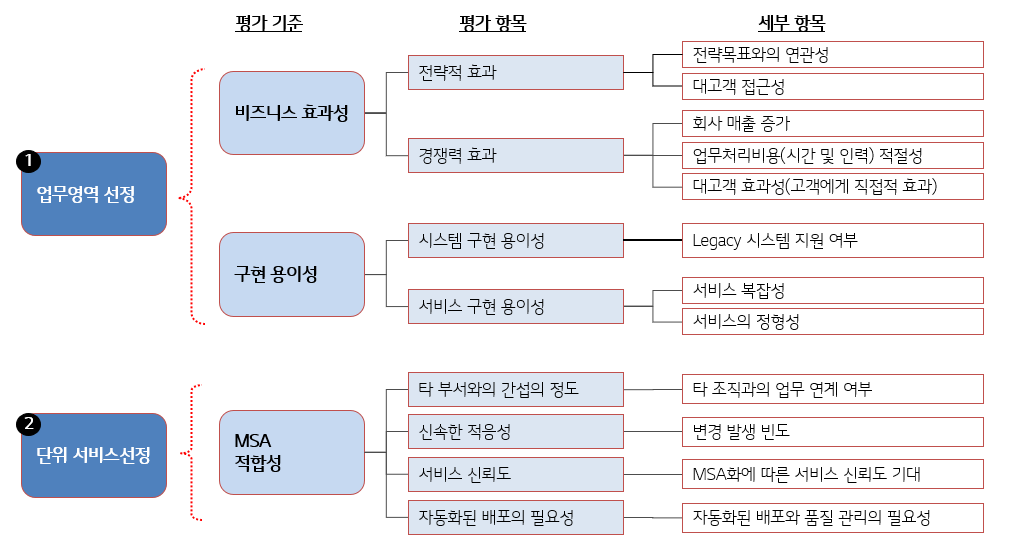 평가 기준
평가 항목
세부 항목
1
업무영역 선정
비즈니스 효과성
전략적 효과
전략목표와의 연관성
대고객 접근성
경쟁력 효과
회사 매출 증가
업무처리비용(시간 및 인력) 적절성
대고객 효과성(고객에게 직접적 효과)
구현 용이성
시스템 구현 용이성
Legacy 시스템 지원 여부
서비스 구현 용이성
서비스 복잡성
서비스의 정형성
2
단위 서비스선정
MSA
적합성
타 부서와의 간섭의 정도
타 조직과의 업무 연계 여부
신속한 적응성
변경 발생 빈도
서비스 신뢰도
MSA화에 따른 서비스 신뢰도 기대
자동화된 배포의 필요성
자동화된 배포와 품질 관리의 필요성